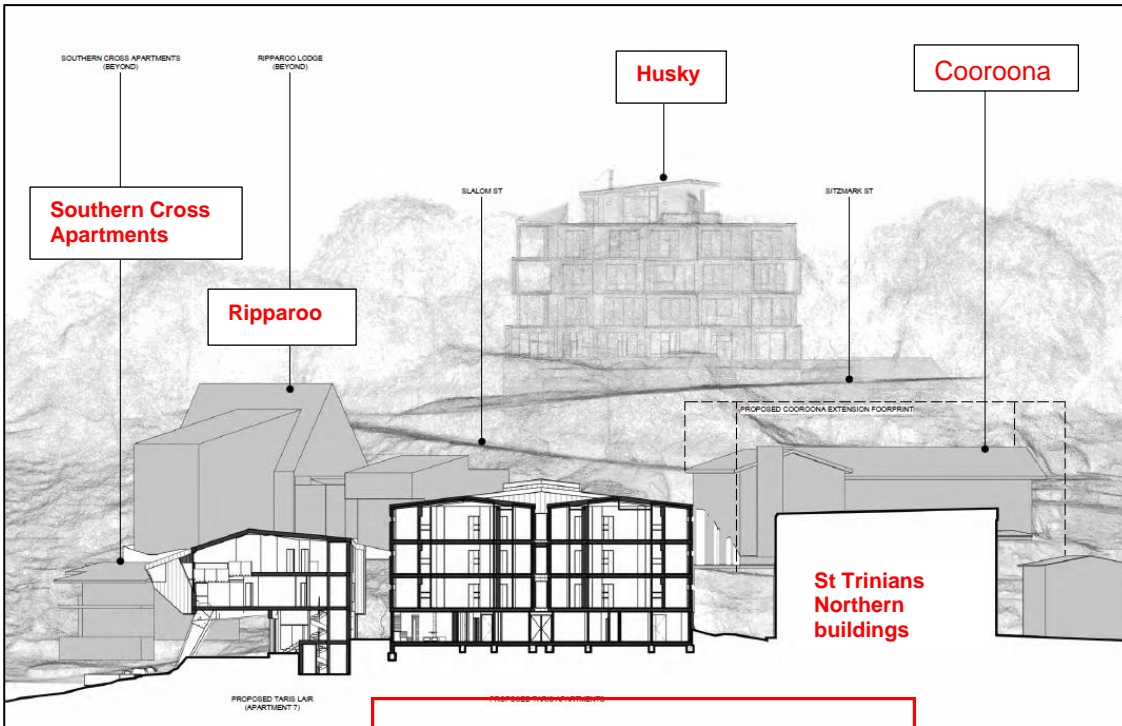 SOUTHERN CROSS APARTMENTS
(BEYOND)
RIPPAROO LODGE
(BEYOND)
Husky
Cooroona
Southern Cross
Apartments
SLALOM ST
SITZMARK ST
Ripparoo
PROPOSED COOROONA EXTENSION FOORPRINT
St Trinians
Northern
buildings
PROPOSED TARIS LAIR
(APARTMENT 7)
PROPOSED TARIS APARTMENTS